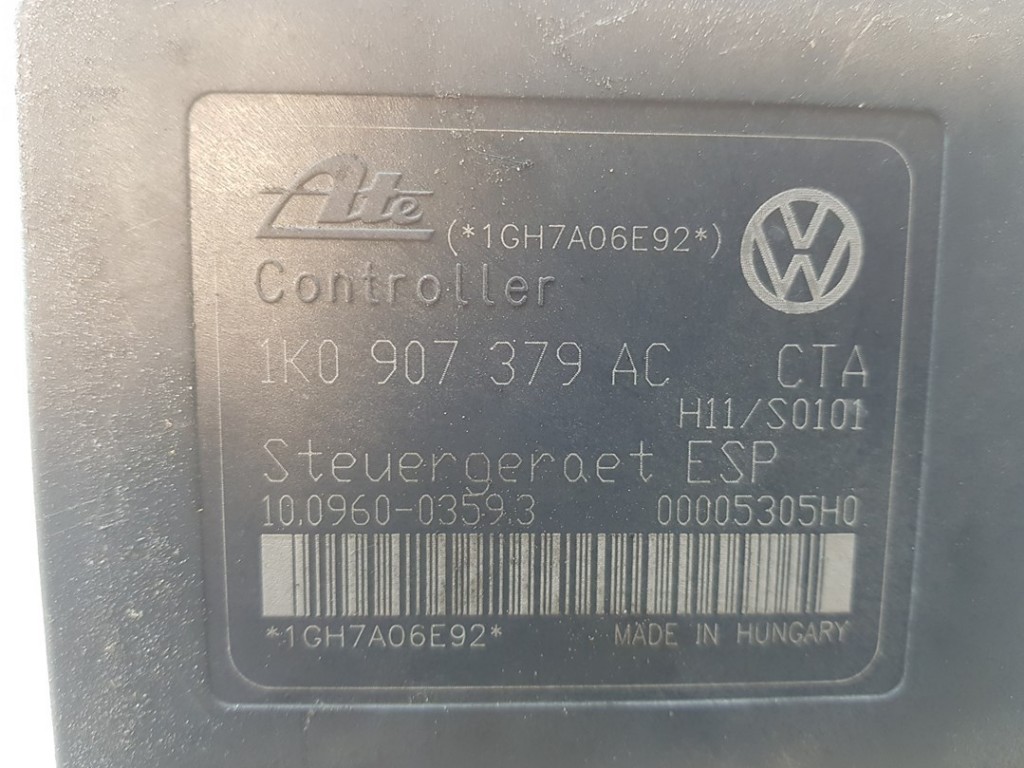 Ate (*1GH7A06E92*) VW
Controller
1K0 907 379 AC CTA
H11/S0101
Steuergeraet ESP
10.0960-0359.3 00005305H0
*1GH7A06E92* MADE IN HUNGARY